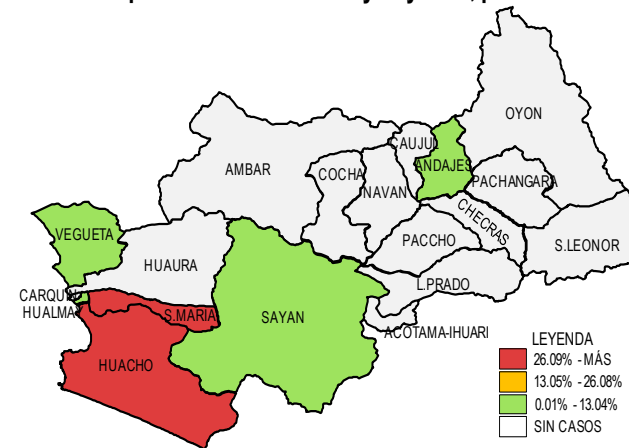 OYON
CAUJUL
ANDAJES
AMBAR
COCHA
NAVAN
PACHANGARA
CHECRAS
VEGUETA
PACCHO
S.LEONOR
HUAURA
L.PRADO
CARQUIN
HUALMA
S.MARIA
SAYAN
ACOTAMA-IHUARI
HUACHO
LEYENDA
26.09% - MÁS
13.05% - 26.08%
0.01% - 13.04%
SIN CASOS